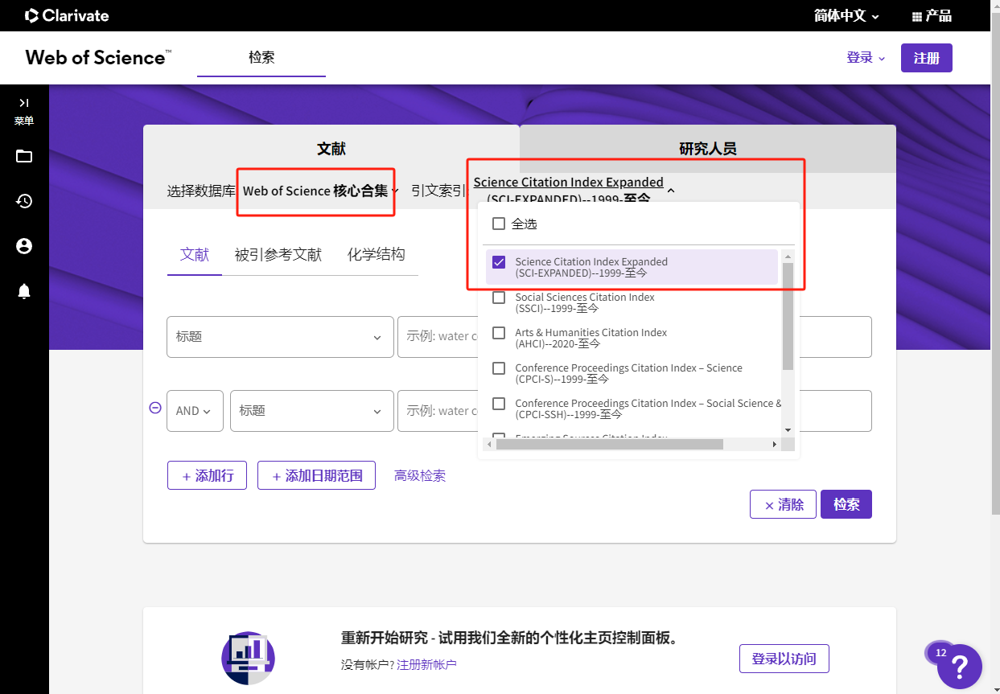 Clarivate
简体中文
产品
Web of Science™
检索
登录
注册
菜单
文献
研究人员
选择数据库
Web of Science 核心合集
引文索引
Science Citation Index Expanded
(SCI-EXPANDED)--1999-至今
全选
文献
被引参考文献
化学结构
Science Citation Index Expanded
(SCI-EXPANDED)--1999-至今
Social Sciences Citation Index
(SSCI)--1999-至今
Arts & Humanities Citation Index
(AHCI)--2020-至今
标题
示例: water c
Conference Proceedings Citation Index – Science
(CPCI-S)--1999-至今
Conference Proceedings Citation Index – Social Science &
(CPCI-SSH)--1999-至今
AND
标题
示例: water c
Emerging Sources Citation Index
+ 添加行
+ 添加日期范围
高级检索
× 清除
检索
重新开始研究 - 试用我们全新的个性化主页控制面板。
没有帐户? 注册新帐户
登录以访问
12
?